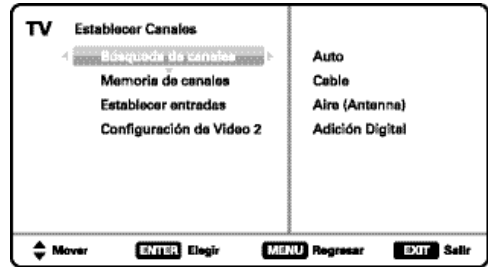 TV Establecer Canales
Búsqueda de canales
Auto
Memoria de canales
Cable
Establecer entradas
Aire (Antenna)
Configuración de Video 2
Adición Digital
Mover ENTER Elegir MENU Regresar EXIT Salir